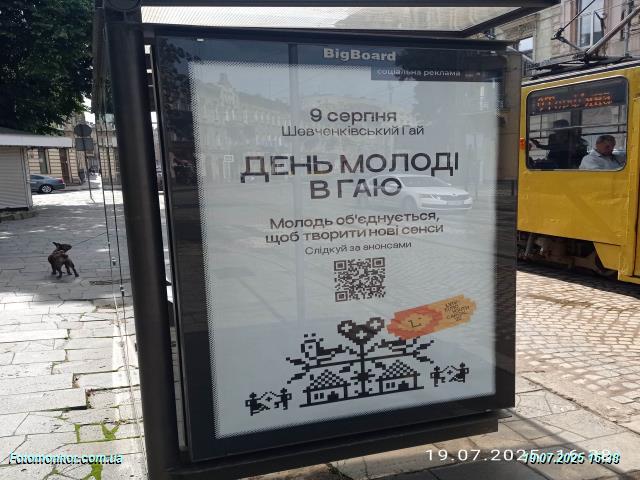 BigBoard
соціальна реклама
9 серпня
Шевченківський Гай
ДЕНЬ МОЛОДІ
В ГАЮ
Молодь об'єднується,
щоб творити нові сенси
Слідкуй за анонсами
Fotomonitor.com.ua
19.07.2025 16:38